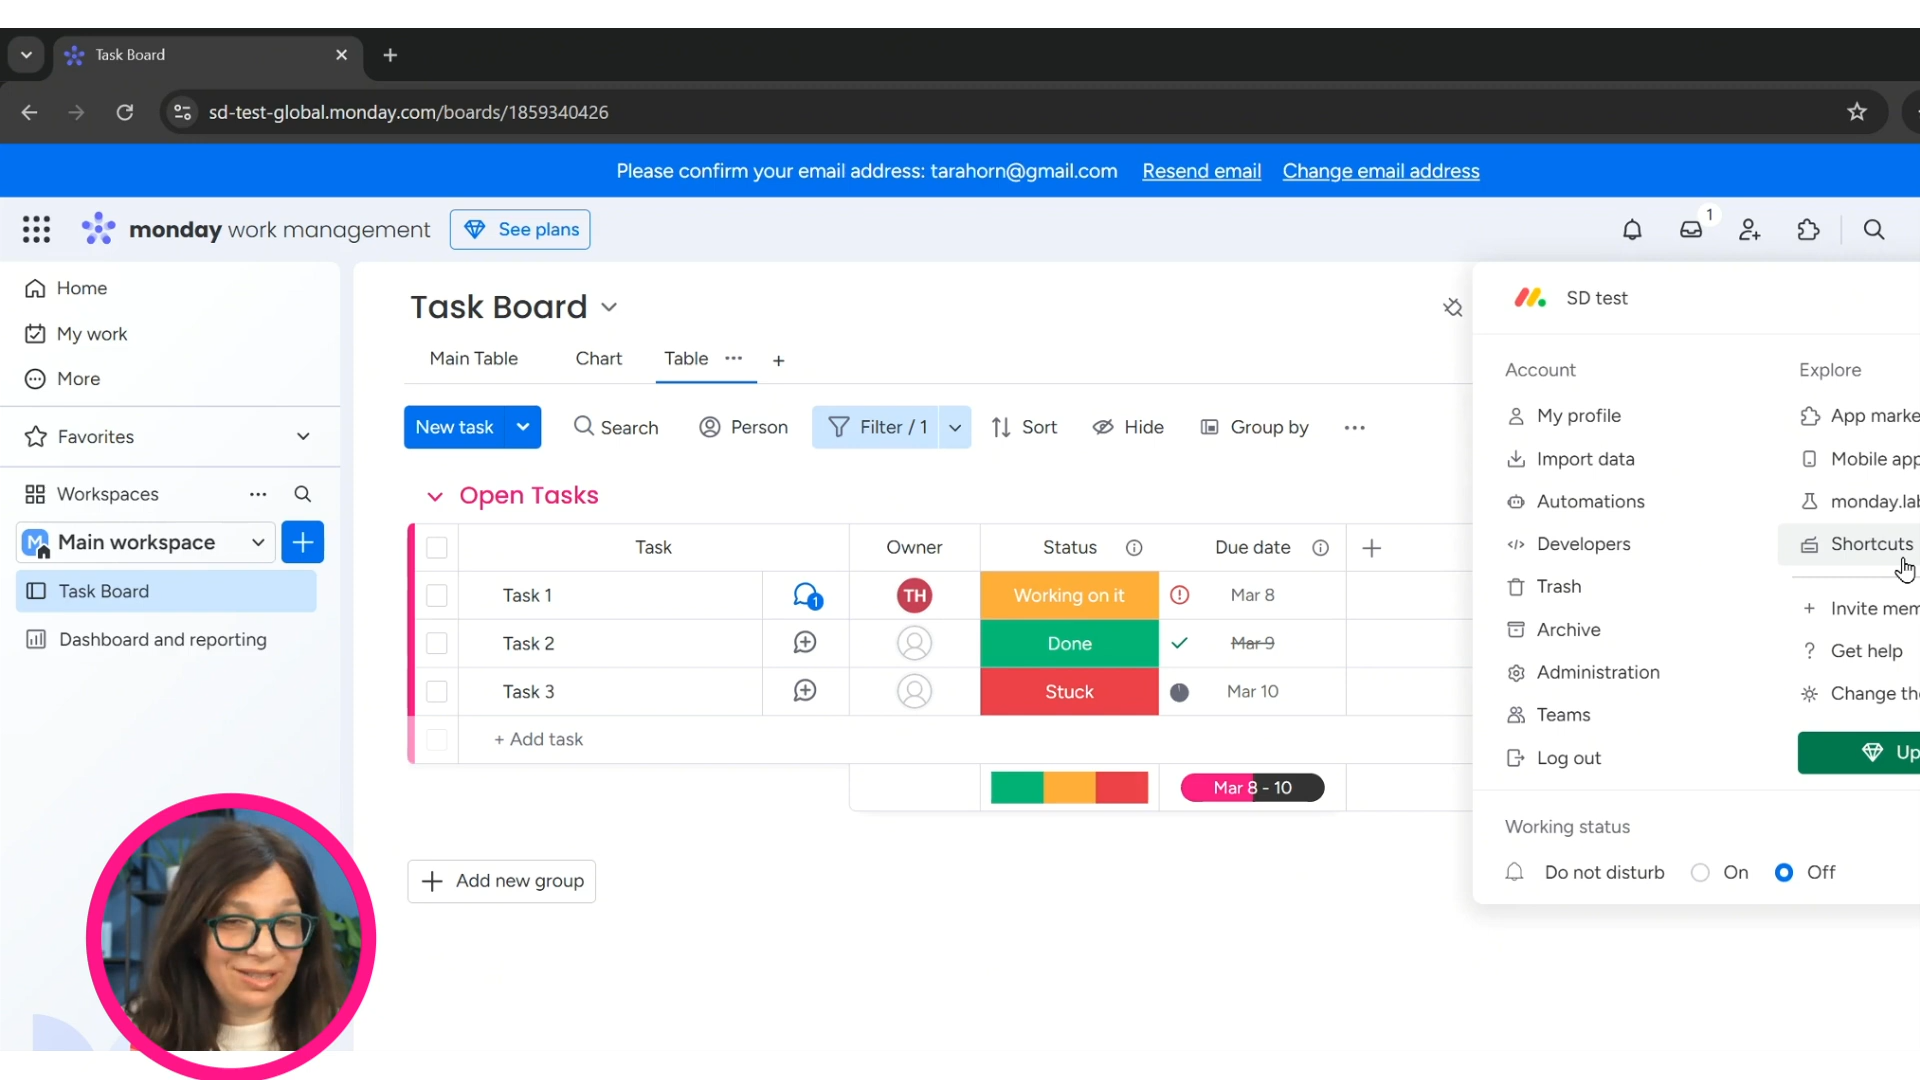 Task Board
sd-test-global.monday.com/boards/1859340426
Please confirm your email address: tarahorn@gmail.com Resend email Change email address
monday work management See plans
1
Home
My work
More
Favorites
Workspaces
M Main workspace
Task Board
Dashboard and reporting
Task Board
Main Table Chart Table
New task Search Person Filter / 1 Sort Hide Group by
Open Tasks
Task Owner Status Due date
Task 1 1 TH Working on it Mar 8
Task 2 Done Mar 9
Task 3 Stuck Mar 10
+ Add task
Mar 8 - 10
Add new group
SD test
Account
My profile
Import data
Automations
Developers
Trash
Archive
Administration
Teams
Log out
Explore
App marke
Mobile app
monday.lab
Shortcuts
Invite mem
Get help
Change the
Up
Working status
Do not disturb On Off